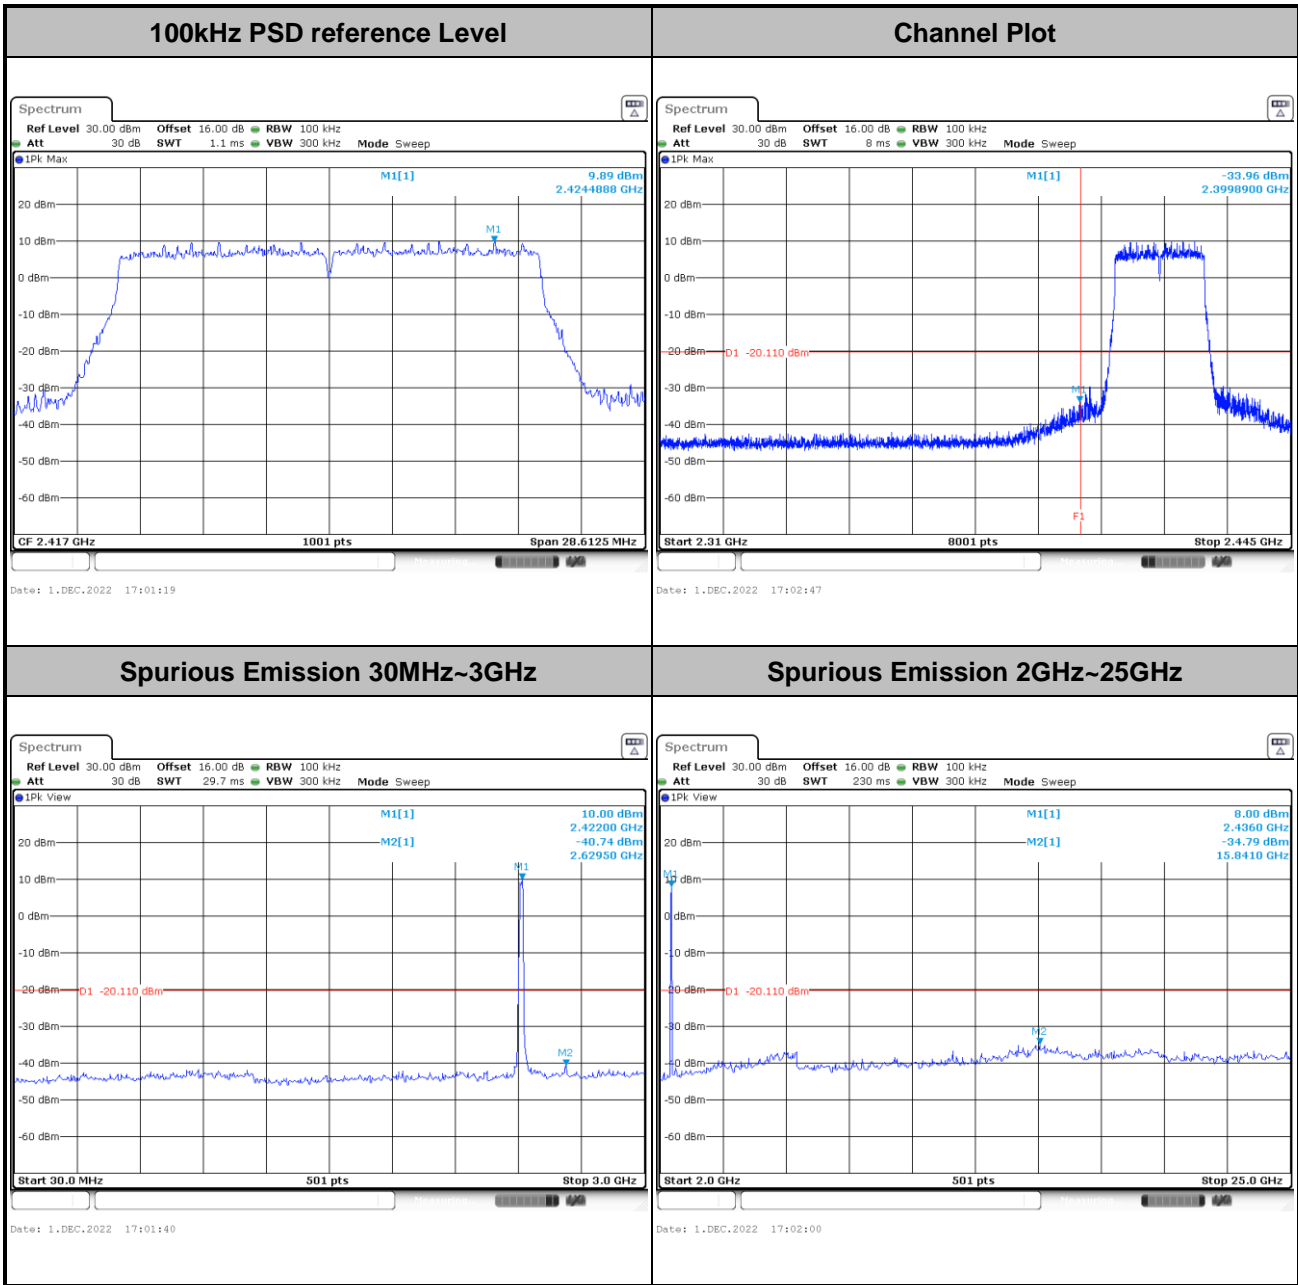 100kHz PSD reference Level
Channel Plot
Spectrum
Ref Level 30.00 dBm Offset 16.00 dB RBW 100 kHz
Att 30 dB SWT 1.1 ms VBW 300 kHz Mode Sweep
1Pk Max
M1[1] 9.89 dBm
2.4244888 GHz
M1
20 dBm
10 dBm
0 dBm
-10 dBm
-20 dBm
-30 dBm
-40 dBm
-50 dBm
-60 dBm
CF 2.417 GHz 1001 pts Span 28.6125 MHz
Measuring...
Date: 1.DEC.2022 17:01:19
Spectrum
Ref Level 30.00 dBm Offset 16.00 dB RBW 100 kHz
Att 30 dB SWT 8 ms VBW 300 kHz Mode Sweep
1Pk Max
M1[1] -33.96 dBm
2.3998900 GHz
20 dBm
10 dBm
0 dBm
-10 dBm
-20 dBm
D1 -20.110 dBm
-30 dBm
M1
-40 dBm
-50 dBm
-60 dBm
F1
Start 2.31 GHz 8001 pts Stop 2.445 GHz
Measuring...
Date: 1.DEC.2022 17:02:47
Spurious Emission 30MHz~3GHz
Spurious Emission 2GHz~25GHz
Spectrum
Ref Level 30.00 dBm Offset 16.00 dB RBW 100 kHz
Att 30 dB SWT 29.7 ms VBW 300 kHz Mode Sweep
1Pk View
M1[1] 10.00 dBm
2.42200 GHz
M2[1] -40.74 dBm
2.62950 GHz
20 dBm
M1
10 dBm
0 dBm
-10 dBm
-20 dBm
D1 -20.110 dBm
-30 dBm
M2
-40 dBm
-50 dBm
-60 dBm
Start 30.0 MHz 501 pts Stop 3.0 GHz
Measuring...
Date: 1.DEC.2022 17:01:40
Spectrum
Ref Level 30.00 dBm Offset 16.00 dB RBW 100 kHz
Att 30 dB SWT 230 ms VBW 300 kHz Mode Sweep
1Pk View
M1[1] 8.00 dBm
2.4360 GHz
M2[1] -34.79 dBm
15.8410 GHz
20 dBm
M1
10 dBm
0 dBm
-10 dBm
-20 dBm
D1 -20.110 dBm
-30 dBm
M2
-40 dBm
-50 dBm
-60 dBm
Start 2.0 GHz 501 pts Stop 25.0 GHz
Measuring...
Date: 1.DEC.2022 17:02:00